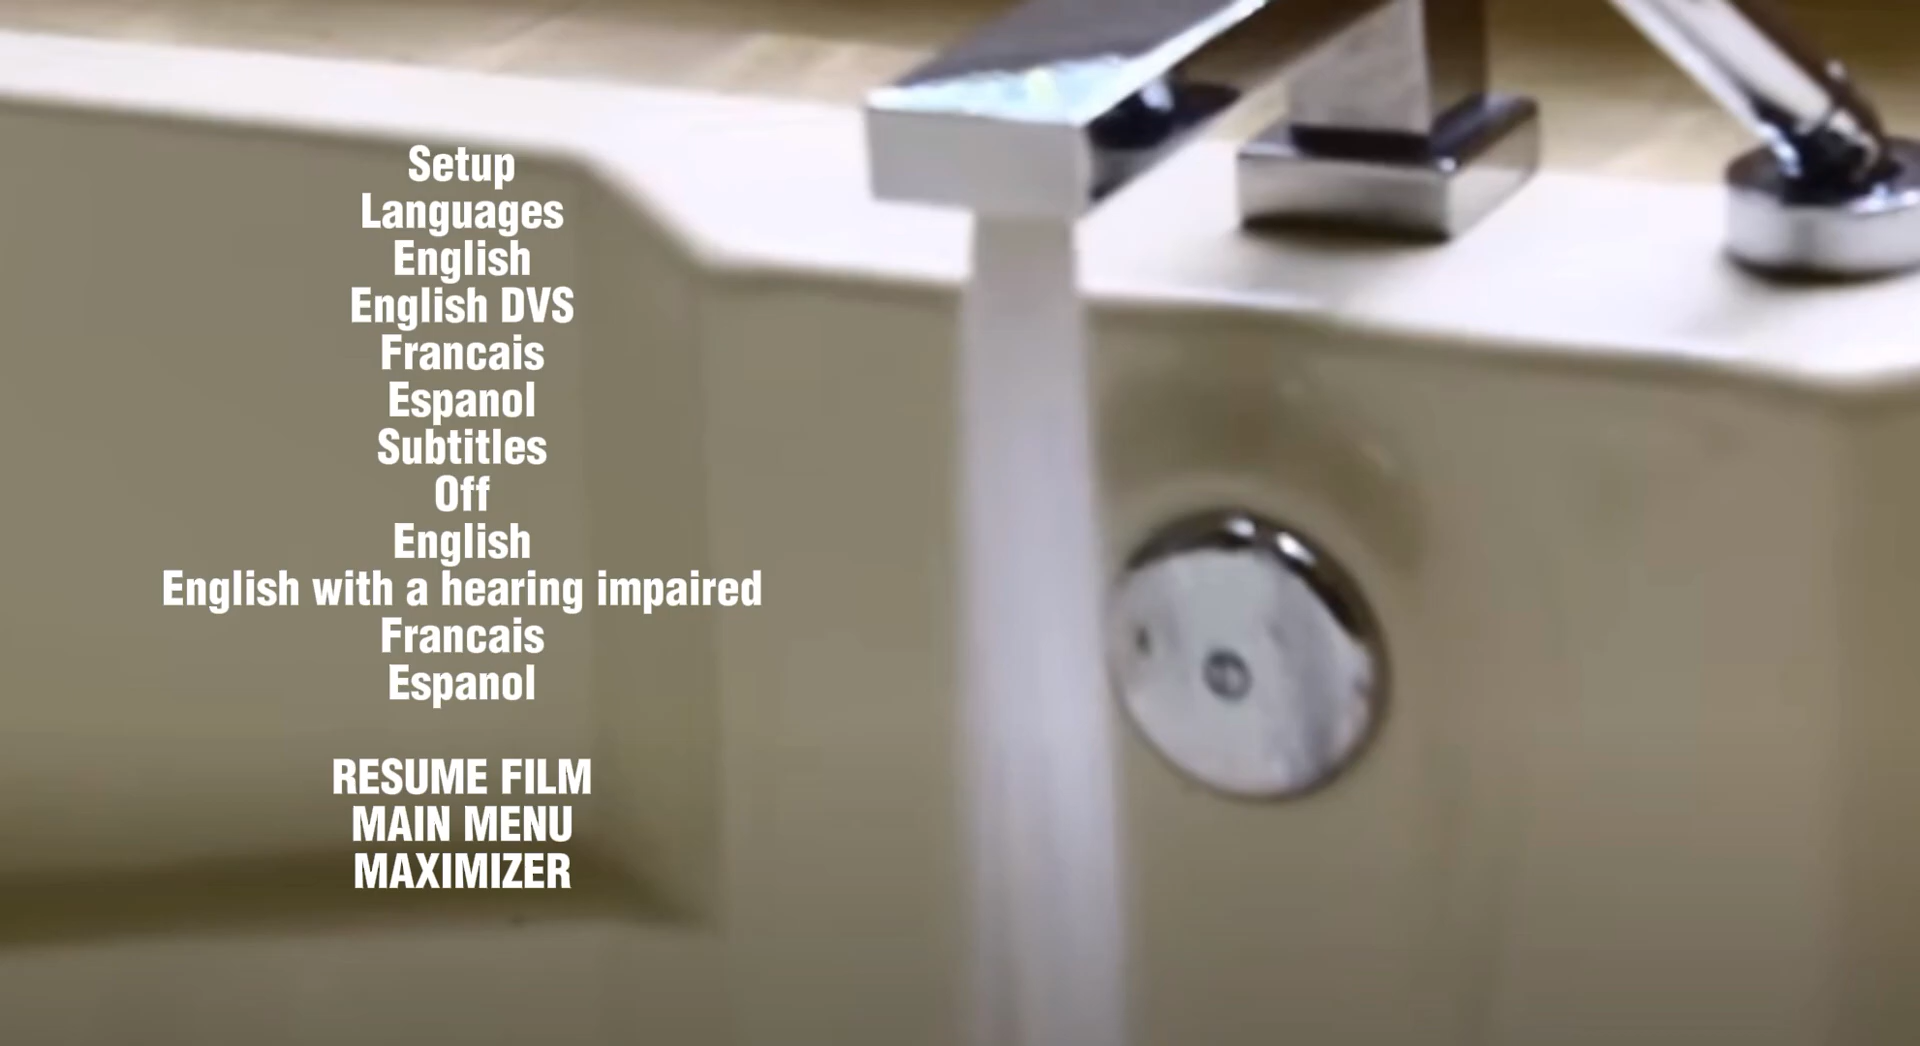 Setup
Languages
English
English DVS
Francais
Espanol
Subtitles
Off
English
English with a hearing impaired
Francais
Espanol
RESUME FILM
MAIN MENU
MAXIMIZER